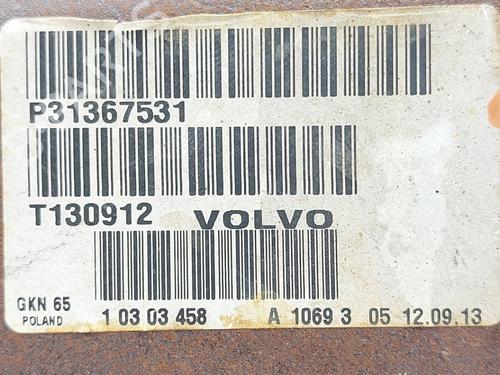 P31367531
T130912 VOLVO
GKN 65
POLAND
1 03 03 458 A 1069 3 05 12.09.13